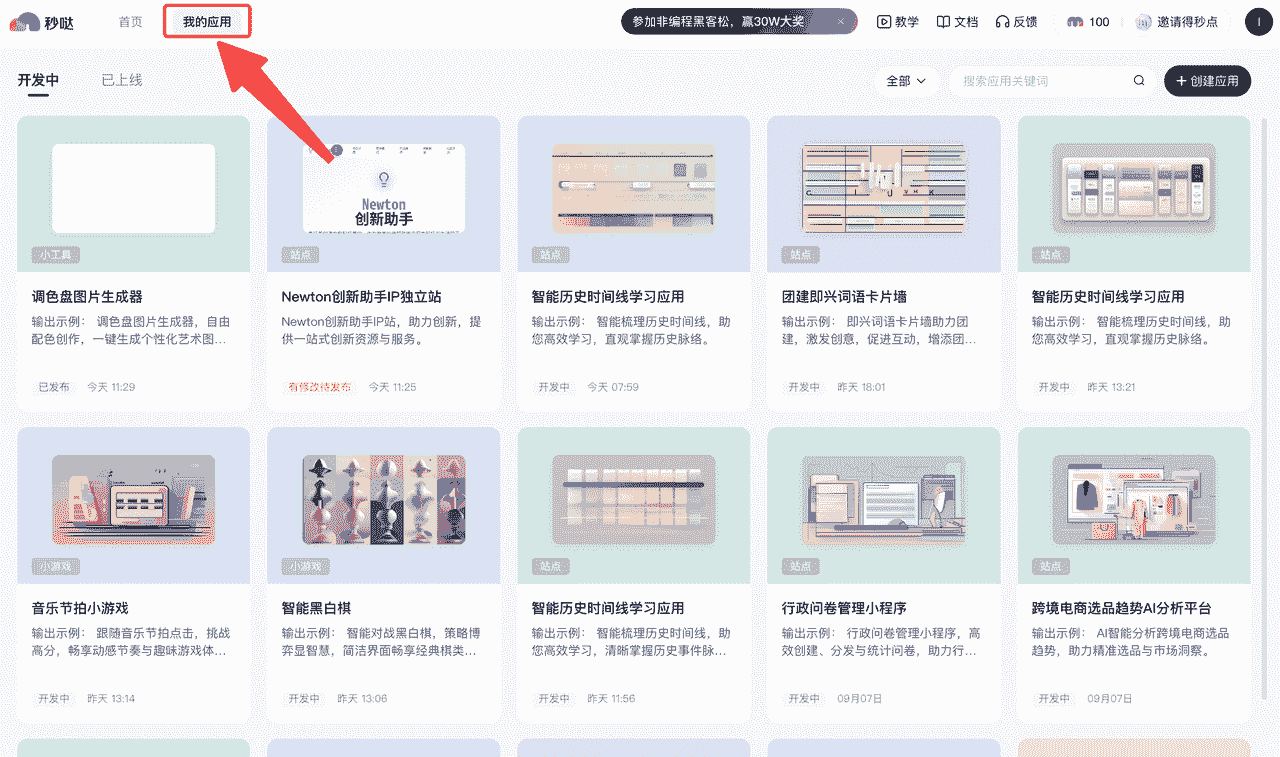 秒哒
首页
我的应用
参加非编程黑客松，赢30W大奖
×
教学
文档
反馈
100
邀请得秒点
I
开发中
已上线
全部
搜索应用关键词
+ 创建应用
小工具
站点
站点
站点
Newton
创新助手
调色盘图片生成器
输出示例： 调色盘图片生成器，自由
配色创作，一键生成个性化艺术图...
已发布 今天 11:29
Newton创新助手IP独立站
Newton创新助手IP站，助力创新，提
供一站式创新资源与服务。
有修改待发布 今天 11:25
智能历史时间线学习应用
输出示例： 智能梳理历史时间线，助
您高效学习，直观掌握历史脉络。
开发中 今天 07:59
团建即兴词语卡片墙
输出示例： 即兴词语卡片墙助力团
建，激发创意，促进互动，增添团...
开发中 昨天 18:01
智能历史时间线学习应用
输出示例： 智能梳理历史时间线，助
您高效学习，直观掌握历史脉络。
开发中 昨天 13:21
小游戏
小游戏
站点
站点
站点
音乐节拍小游戏
输出示例： 跟随音乐节拍点击，挑战
高分，畅享动感节奏与趣味游戏体...
开发中 昨天 13:14
智能黑白棋
输出示例： 智能对战黑白棋，策略博
弈显智慧，简洁界面畅享经典棋类...
开发中 昨天 13:06
智能历史时间线学习应用
输出示例： 智能梳理历史时间线，助
您高效学习，清晰掌握历史事件脉...
开发中 昨天 11:56
行政问卷管理小程序
输出示例： 行政问卷管理小程序，高
效创建、分发与统计问卷，助力行...
开发中 09月07日
跨境电商选品趋势AI分析平台
输出示例： AI智能分析跨境电商选品
趋势，助力精准选品与市场洞察。
开发中 09月07日